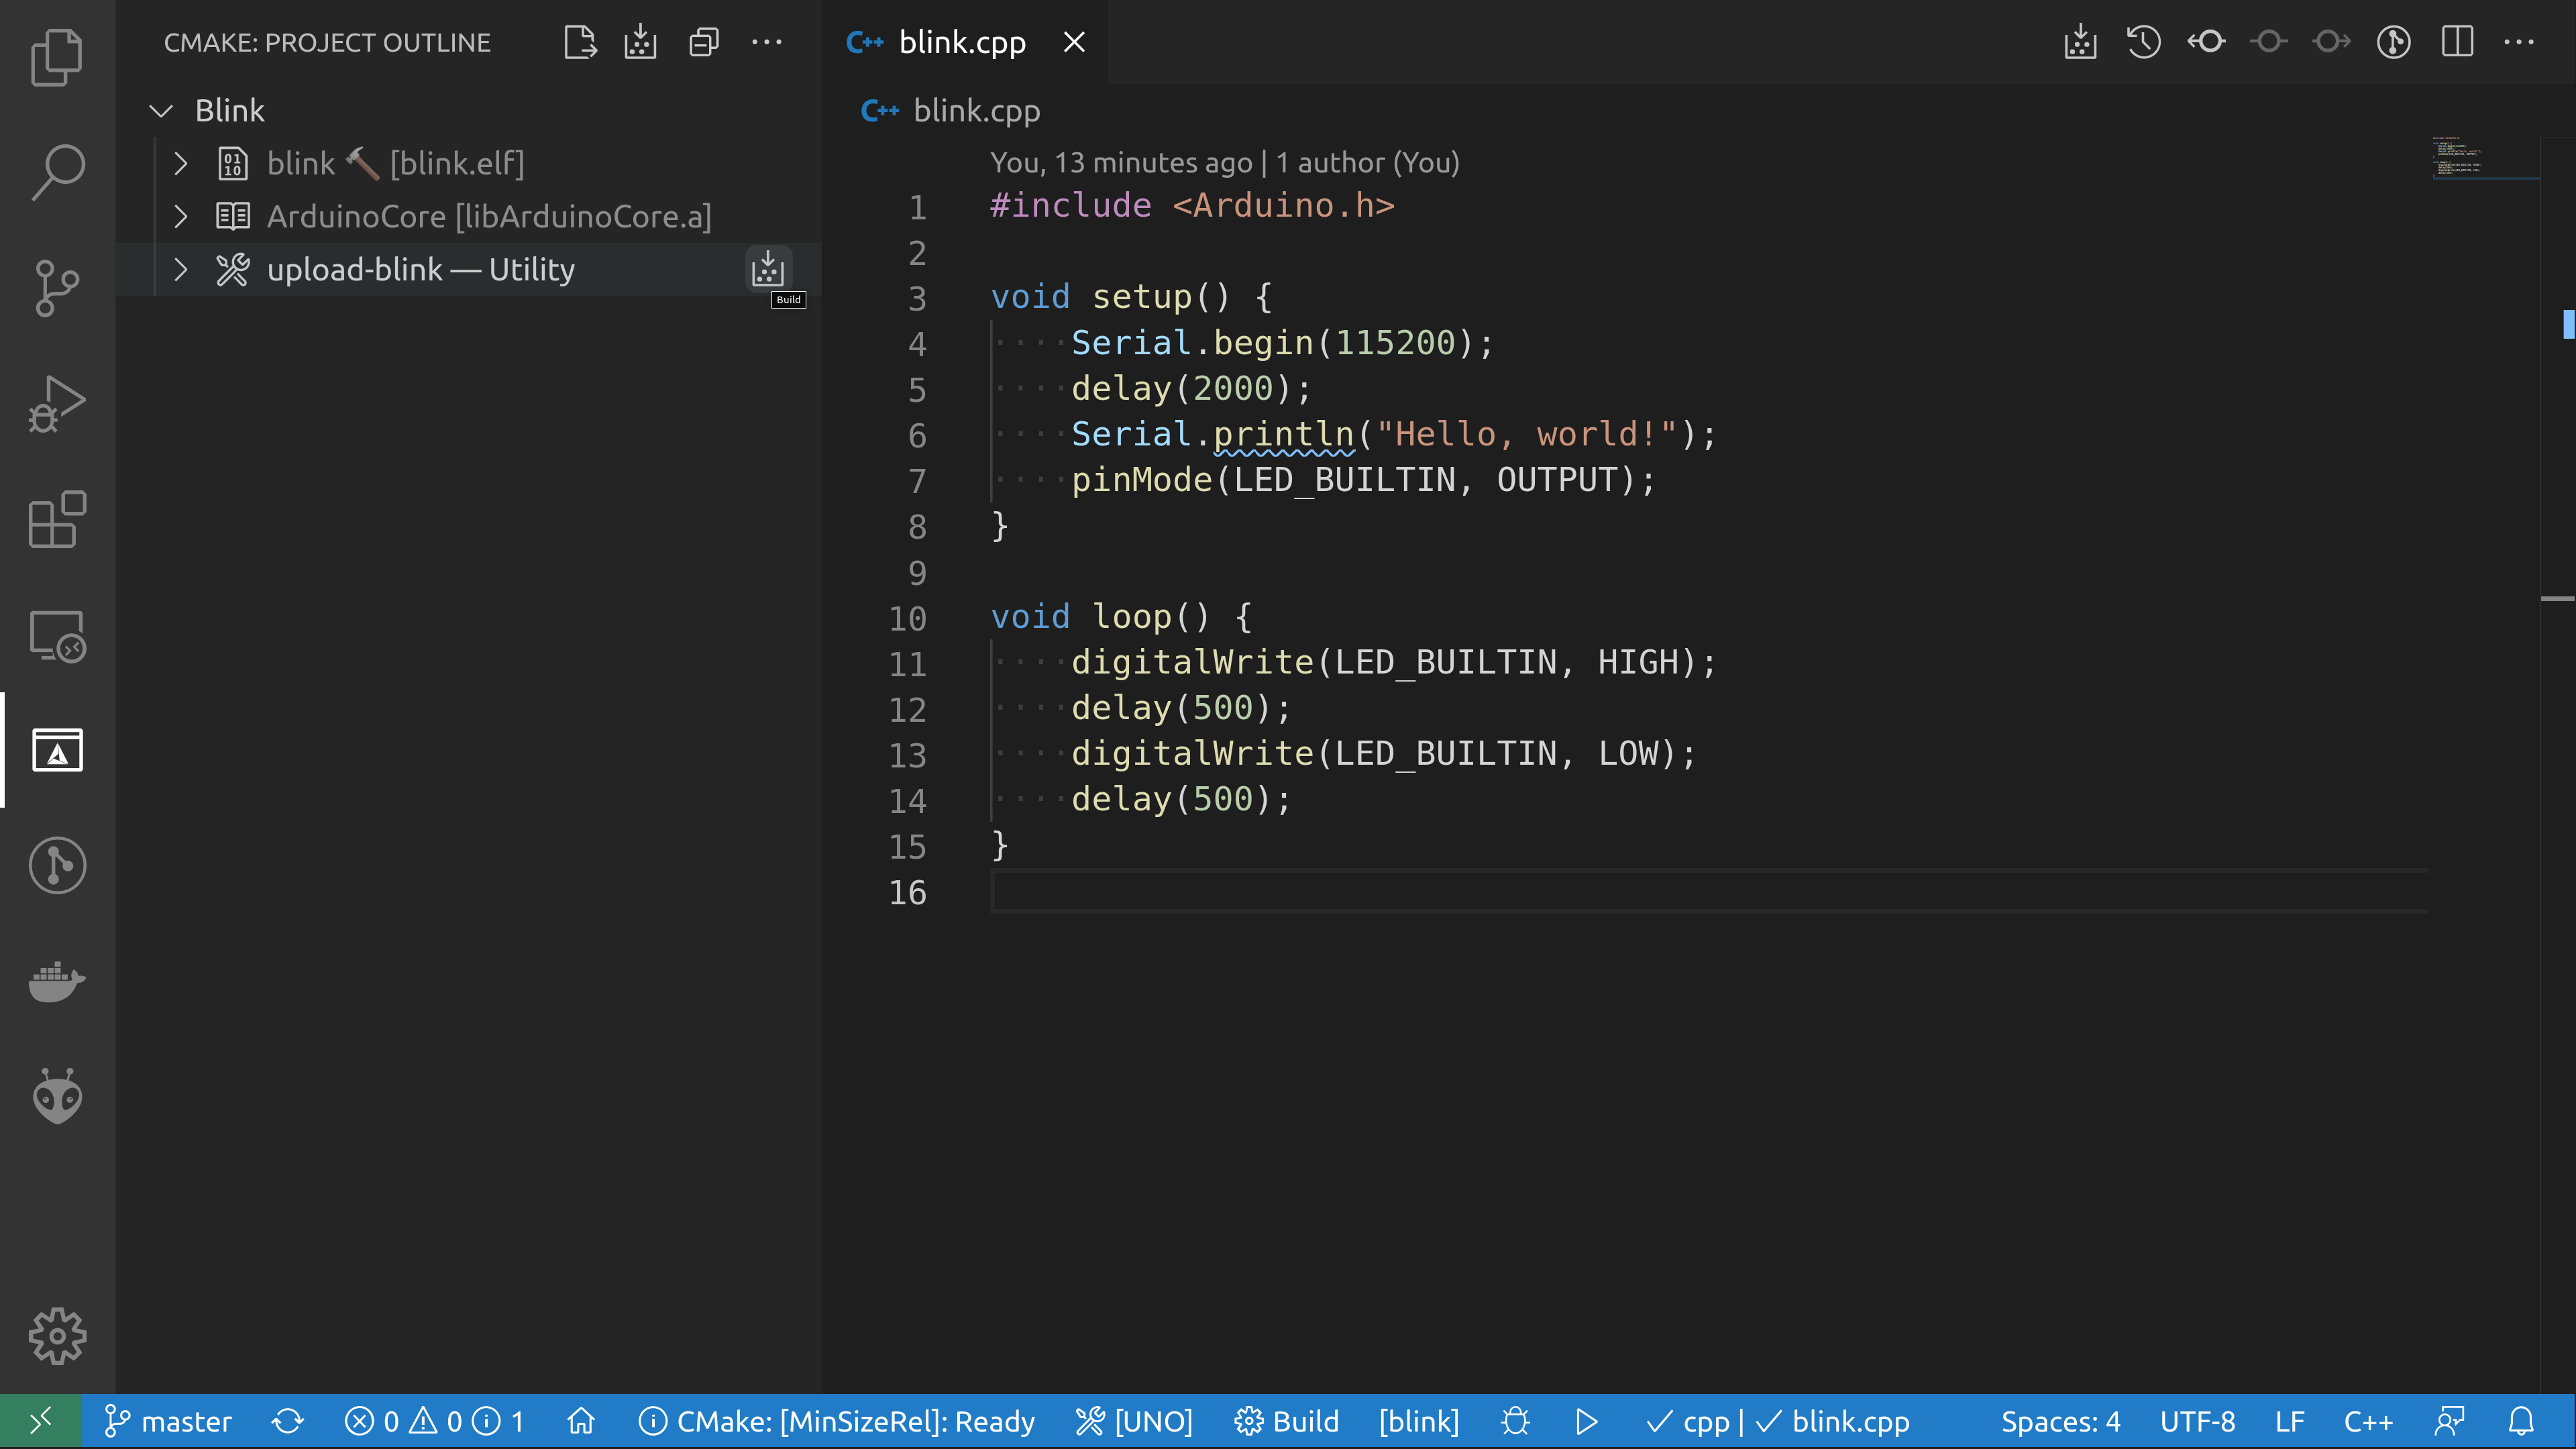 CMAKE: PROJECT OUTLINE
Blink
blink 🔨 [blink.elf]
ArduinoCore [libArduinoCore.a]
upload-blink — Utility
Build
C++ blink.cpp
C++ blink.cpp
You, 13 minutes ago | 1 author (You)
1 #include <Arduino.h>
2
3 void setup() {
4 ····Serial.begin(115200);
5 ····delay(2000);
6 ····Serial.println("Hello, world!");
7 ····pinMode(LED_BUILTIN, OUTPUT);
8 }
9
10 void loop() {
11 ····digitalWrite(LED_BUILTIN, HIGH);
12 ····delay(500);
13 ····digitalWrite(LED_BUILTIN, LOW);
14 ····delay(500);
15 }
16
master 0 0 1 CMake: [MinSizeRel]: Ready [UNO] Build [blink] cpp | blink.cpp Spaces: 4 UTF-8 LF C++